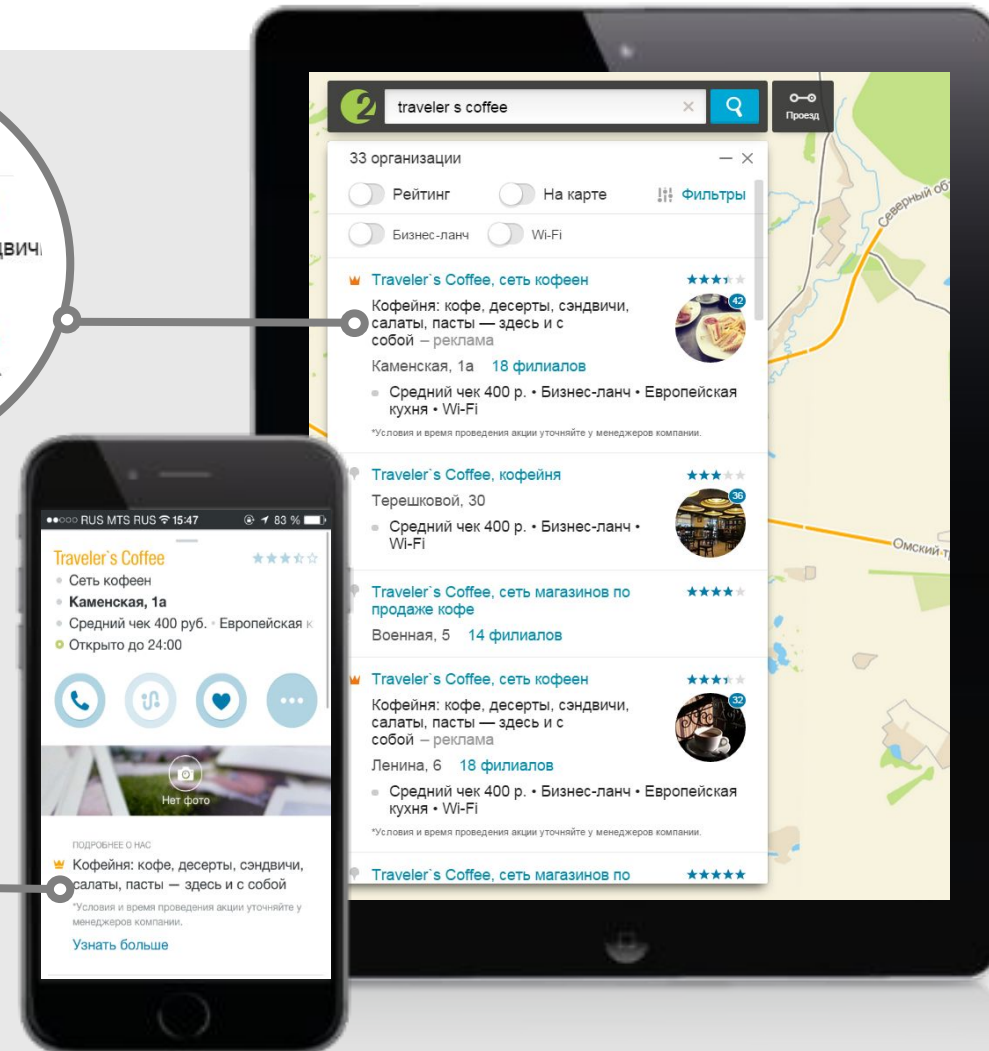 двич
traveler s coffee
Проезд
33 организации
Рейтинг На карте Фильтры
Бизнес-ланч Wi-Fi
Traveler`s Coffee, сеть кофеен
42
Кофейня: кофе, десерты, сэндвичи,
салаты, пасты — здесь и с
собой – реклама
Каменская, 1а 18 филиалов
Средний чек 400 р. • Бизнес-ланч • Европейская
кухня • Wi-Fi
*Условия и время проведения акции уточняйте у менеджеров компании.
Traveler`s Coffee, кофейня
36
Терешковой, 30
Средний чек 400 р. • Бизнес-ланч •
Wi-Fi
Traveler`s Coffee, сеть магазинов по
продаже кофе
Военная, 5 14 филиалов
Traveler`s Coffee, сеть кофеен
32
Кофейня: кофе, десерты, сэндвичи,
салаты, пасты — здесь и с
собой – реклама
Ленина, 6 18 филиалов
Средний чек 400 р. • Бизнес-ланч • Европейская
кухня • Wi-Fi
*Условия и время проведения акции уточняйте у менеджеров компании.
Traveler`s Coffee, сеть магазинов по
Северный об
Омский т
RUS MTS RUS 15:47 83 %
Traveler`s Coffee
Сеть кофеен
Каменская, 1а
Средний чек 400 руб. • Европейская к
Открыто до 24:00
Нет фото
ПОДРОБНЕЕ О НАС
Кофейня: кофе, десерты, сэндвичи,
салаты, пасты — здесь и с собой
*Условия и время проведения акции уточняйте у
менеджеров компании.
Узнать больше